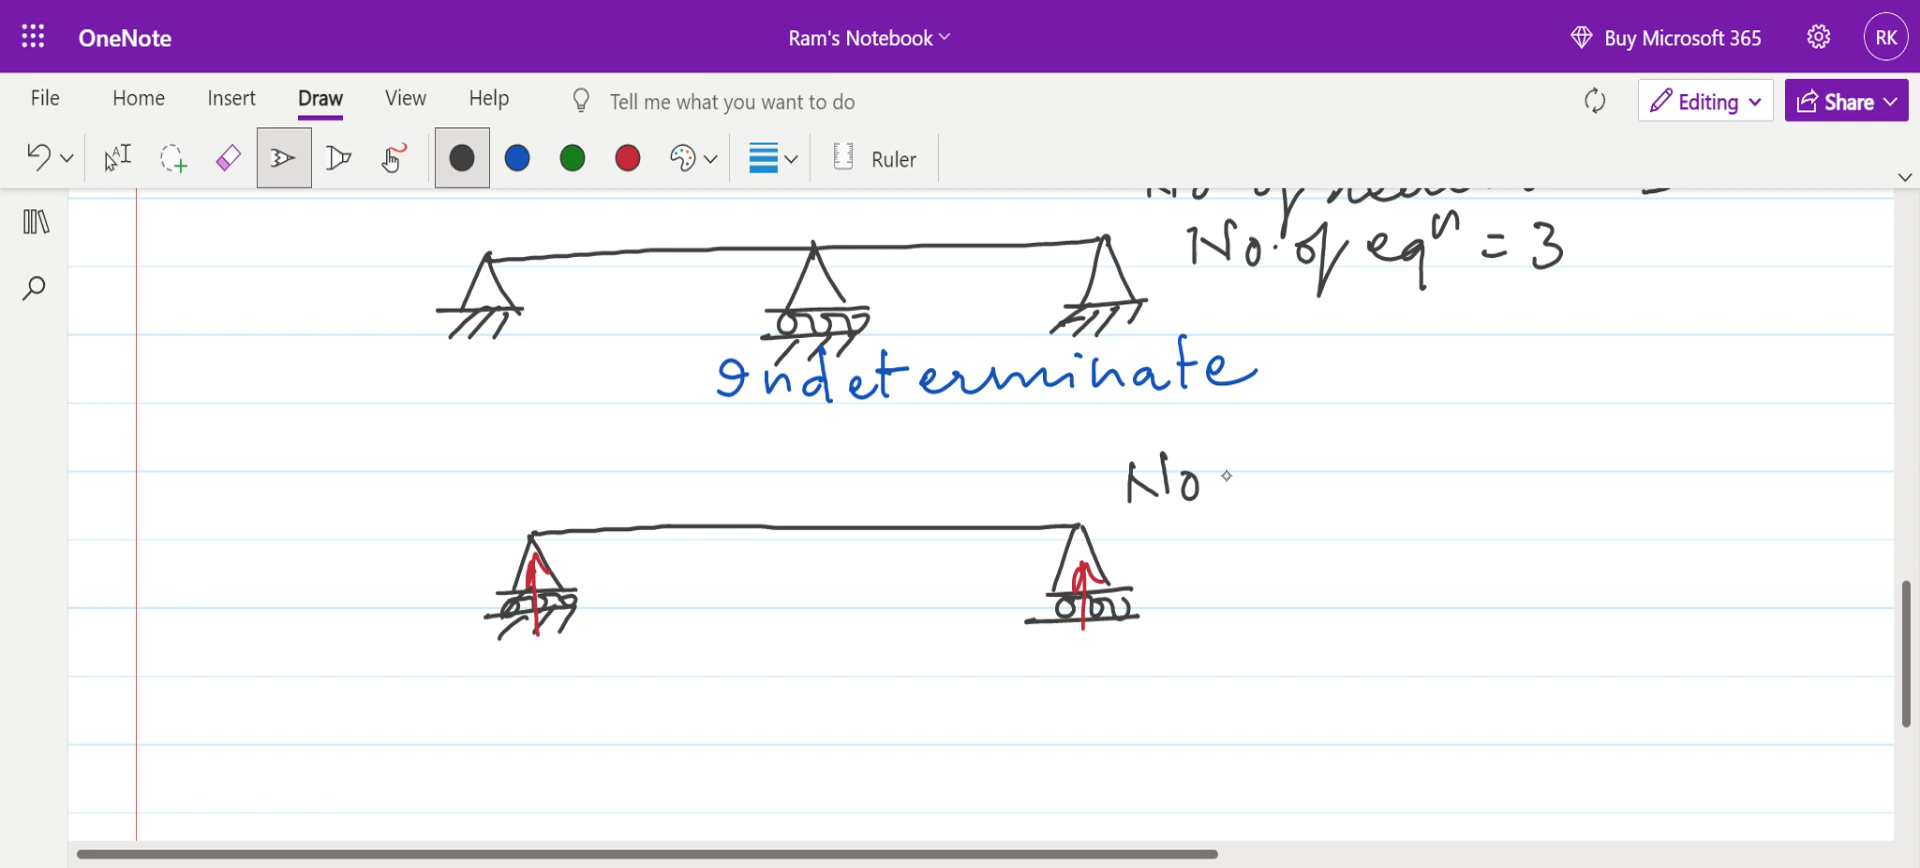 OneNote
Ram's Notebook
Buy Microsoft 365
RK
File Home Insert Draw View Help Tell me what you want to do
Editing
Share
Ruler
No. of eqⁿ = 3
Indeterminate
No